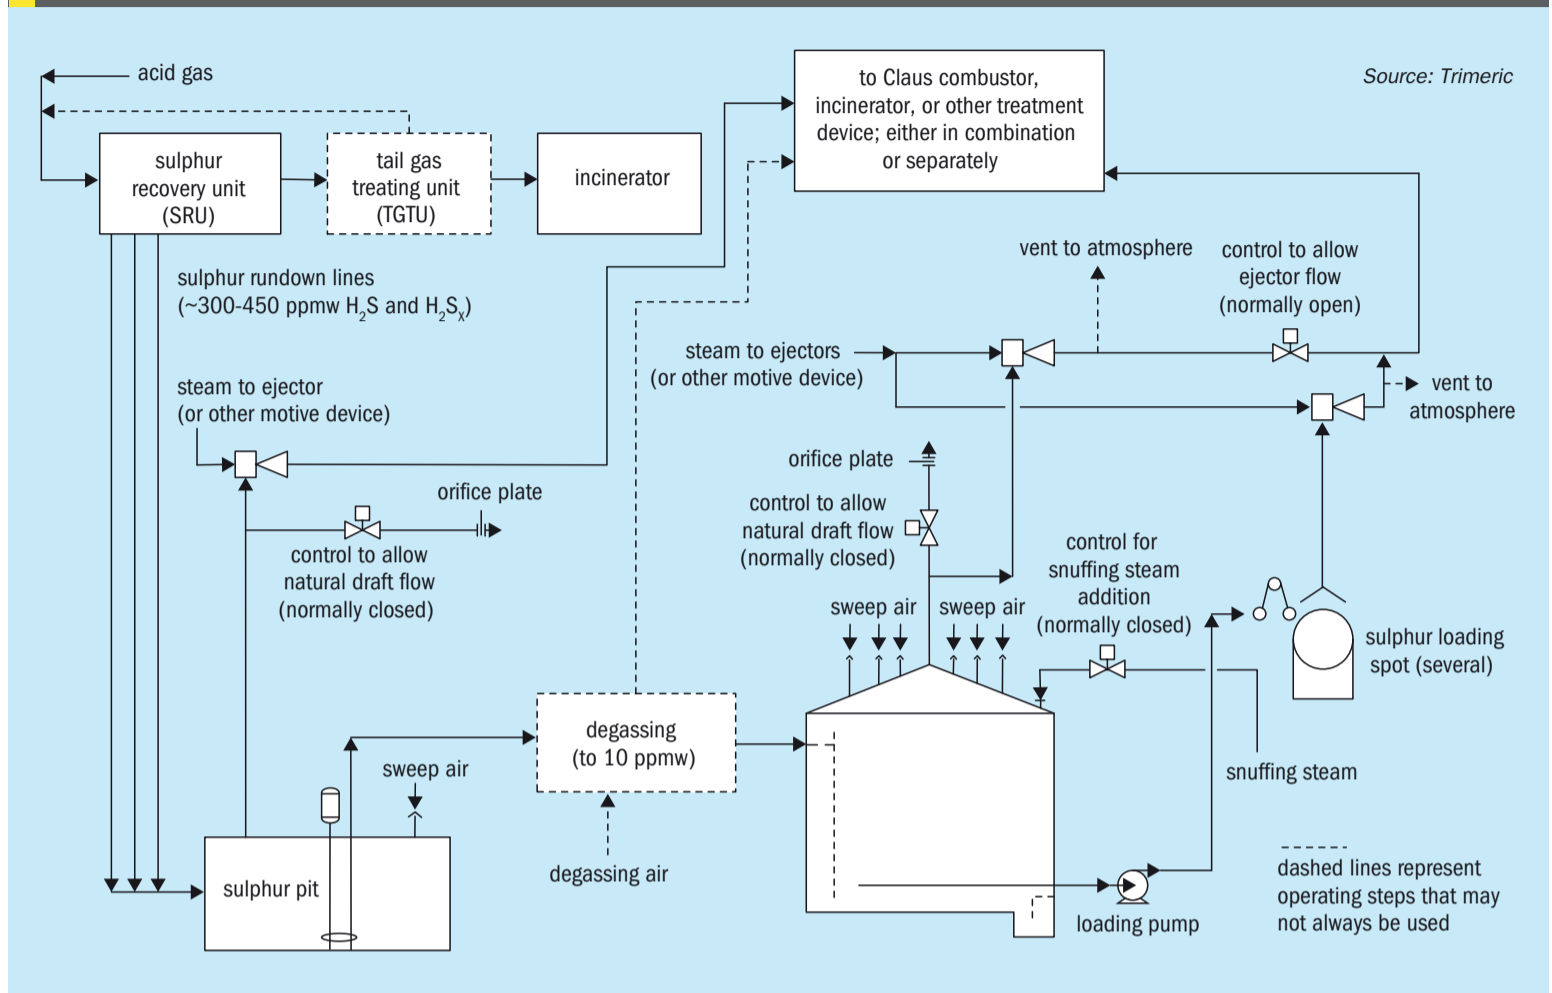 acid gas
Source: Trimeric
to Claus combustor,
incinerator, or other treatment
device; either in combination
or separately
sulphur
recovery unit
(SRU)
tail gas
treating unit
(TGTU)
incinerator
sulphur rundown lines
(~300-450 ppmw H₂S and H₂Sₓ)
vent to atmosphere
control to allow
ejector flow
(normally open)
steam to ejectors
(or other motive device)
vent to
atmosphere
steam to ejector
(or other motive device)
orifice plate
control to allow
natural draft flow
(normally closed)
orifice plate
control to allow
natural draft flow
(normally closed)
control for
snuffing steam
addition
(normally closed)
sweep air
sweep air
sulphur loading
spot (several)
degassing
(to 10 ppmw)
sweep air
snuffing steam
degassing air
sulphur pit
loading pump
dashed lines represent
operating steps that may
not always be used